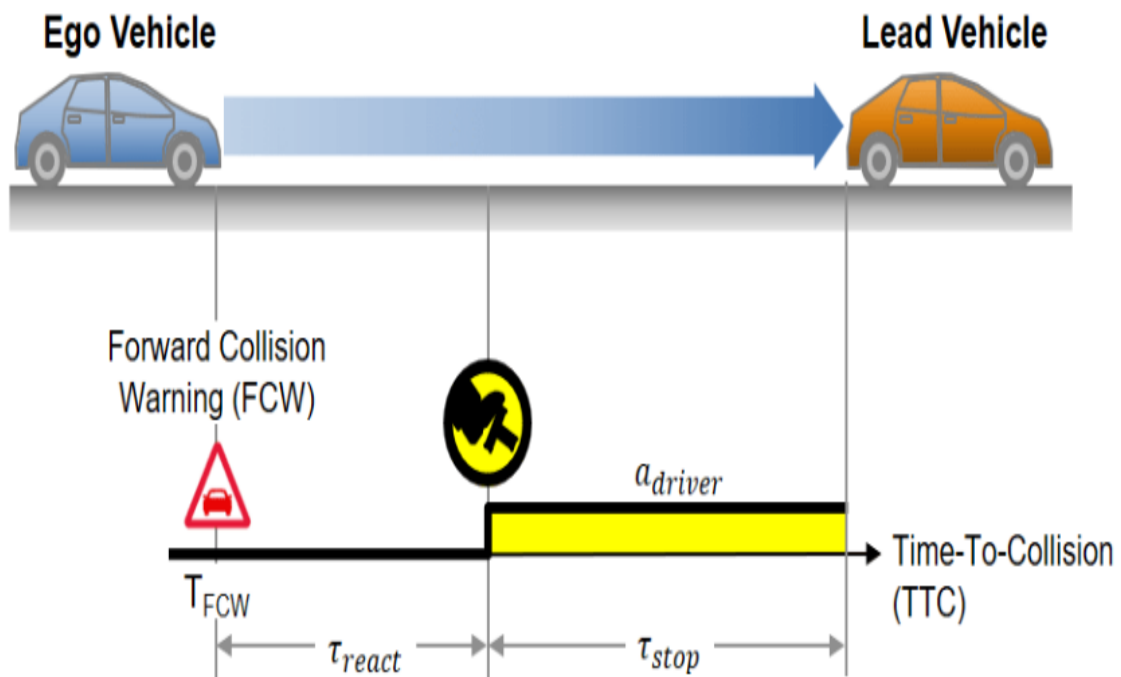 Ego Vehicle
Lead Vehicle
Forward Collision
Warning (FCW)
a_driver
Time-To-Collision
(TTC)
T_FCW
τ_react
τ_stop